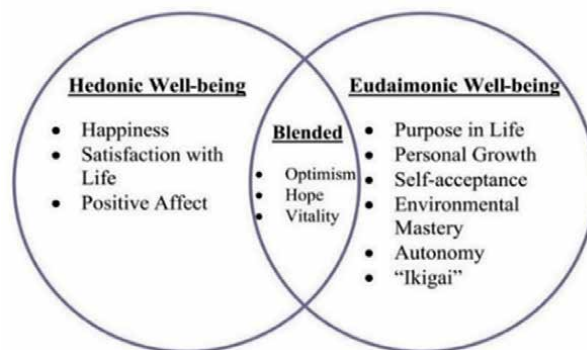 Hedonic Well-being
• Happiness
• Satisfaction with
Life
• Positive Affect
Blended
• Optimism
• Hope
• Vitality
Eudaimonic Well-being
• Purpose in Life
• Personal Growth
• Self-acceptance
• Environmental
Mastery
• Autonomy
• “Ikigai”